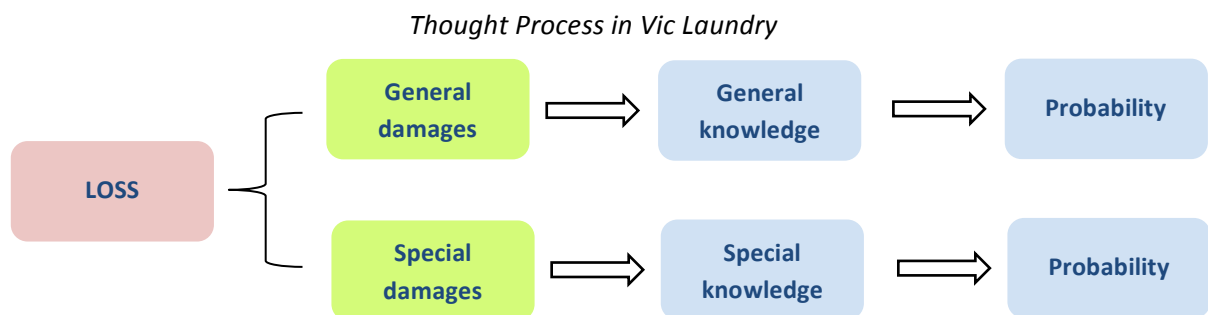 Thought Process in Vic Laundry
General
damages
General
knowledge
Probability
LOSS
Special
damages
Special
knowledge
Probability